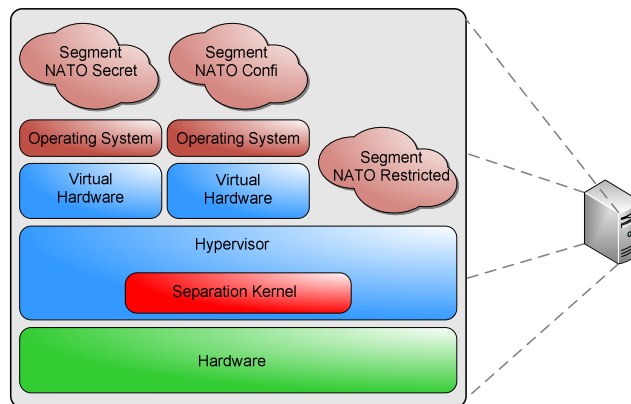 Segment
NATO Secret
Segment
NATO Confi
Operating System
Operating System
Segment
NATO Restricted
Virtual
Hardware
Virtual
Hardware
Hypervisor
Separation Kernel
Hardware